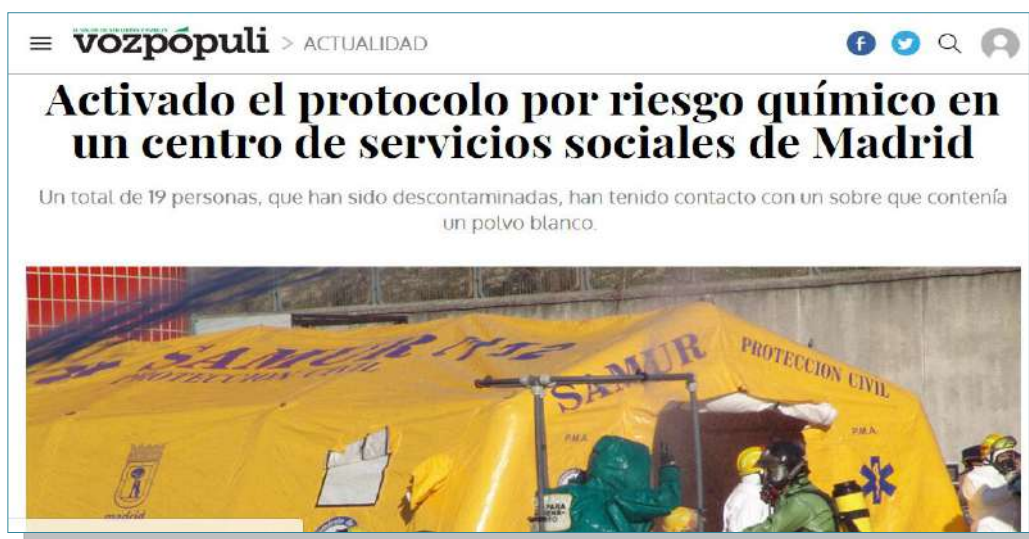 vozpópuli > ACTUALIDAD
Activado el protocolo por riesgo químico en
un centro de servicios sociales de Madrid
Un total de 19 personas, que han sido descontaminadas, han tenido contacto con un sobre que contenía
un polvo blanco.
SAMUR
PROTECCION CIVIL
SAMUR
PROTECCION CIVIL
P.M.A.
P.M.A.
madrid
PARA